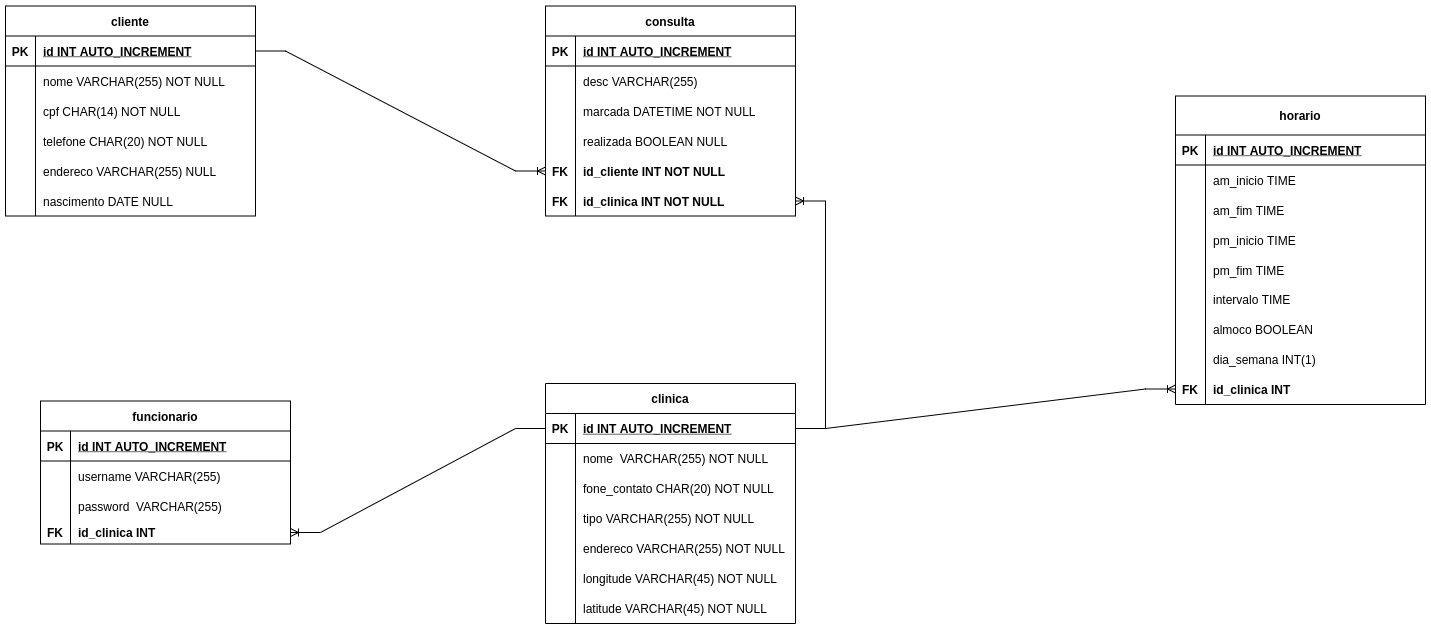 cliente
PK id INT AUTO_INCREMENT
nome VARCHAR(255) NOT NULL
cpf CHAR(14) NOT NULL
telefone CHAR(20) NOT NULL
endereco VARCHAR(255) NULL
nascimento DATE NULL
consulta
PK id INT AUTO_INCREMENT
desc VARCHAR(255)
marcada DATETIME NOT NULL
realizada BOOLEAN NULL
FK id_cliente INT NOT NULL
FK id_clinica INT NOT NULL
horario
PK id INT AUTO_INCREMENT
am_inicio TIME
am_fim TIME
pm_inicio TIME
pm_fim TIME
intervalo TIME
almoco BOOLEAN
dia_semana INT(1)
FK id_clinica INT
funcionario
PK id INT AUTO_INCREMENT
username VARCHAR(255)
password VARCHAR(255)
FK id_clinica INT
clinica
PK id INT AUTO_INCREMENT
nome VARCHAR(255) NOT NULL
fone_contato CHAR(20) NOT NULL
tipo VARCHAR(255) NOT NULL
endereco VARCHAR(255) NOT NULL
longitude VARCHAR(45) NOT NULL
latitude VARCHAR(45) NOT NULL